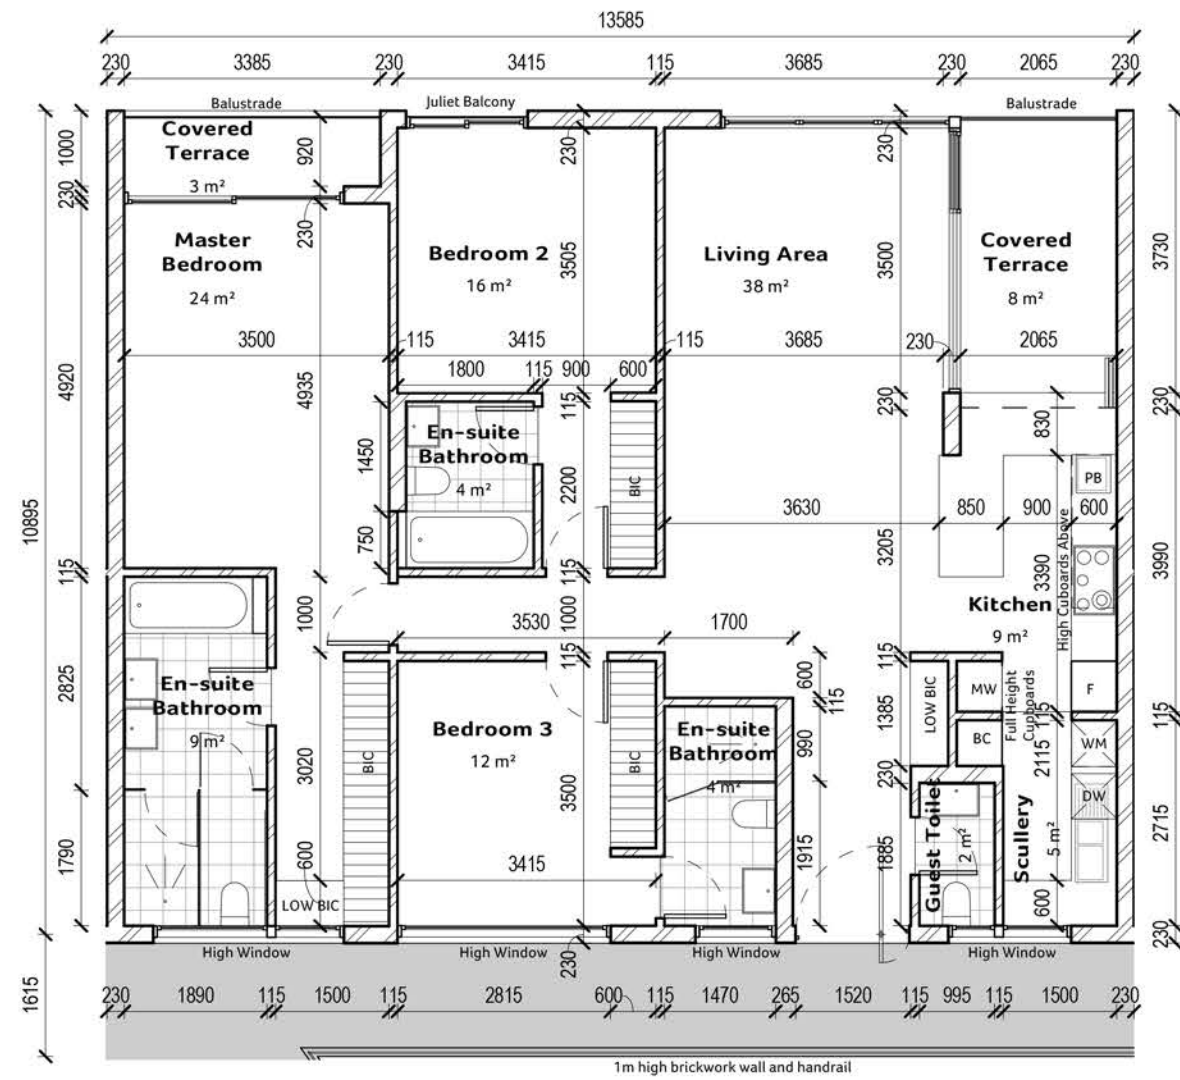 13585
230 3385 230 3415 115 3685 230 2065 230
Balustrade
Juliet Balcony
Balustrade
Covered
Terrace
3 m²
1000
920
230
230
230
230
Master
Bedroom
24 m²
Bedroom 2
16 m²
3505
Living Area
38 m²
3500
Covered
Terrace
8 m²
3730
3500 115 3415 115 3685 230 2065
1800 115 900 600
4920
4935
115
230
830
230
En-suite
Bathroom
4 m²
1450
750
2200
BIC
PB
3630 850 900 600
10895
3205
3390
High Cuboards Above
3990
115
115
Kitchen
9 m²
1000
3530
1000
1700
115
600
115
115
2825
En-suite
Bathroom
9 m²
Bedroom 3
12 m²
En-suite
Bathroom
4 m²
990
1385
LOW BIC
MW
F
BC
Full Height
Cupboards
115
115
WM
2115
DW
3020
BIC
3500
BIC
230
1790
600
3415
1915
1885
Guest Toilet
2 m²
Scullery
5 m²
2715
600
LOW BIC
High Window
High Window
High Window
High Window
230
230
1615
230 1890 115 1500 115 2815 600 115 1470 265 1520 115 995 115 1500 230
1m high brickwork wall and handrail